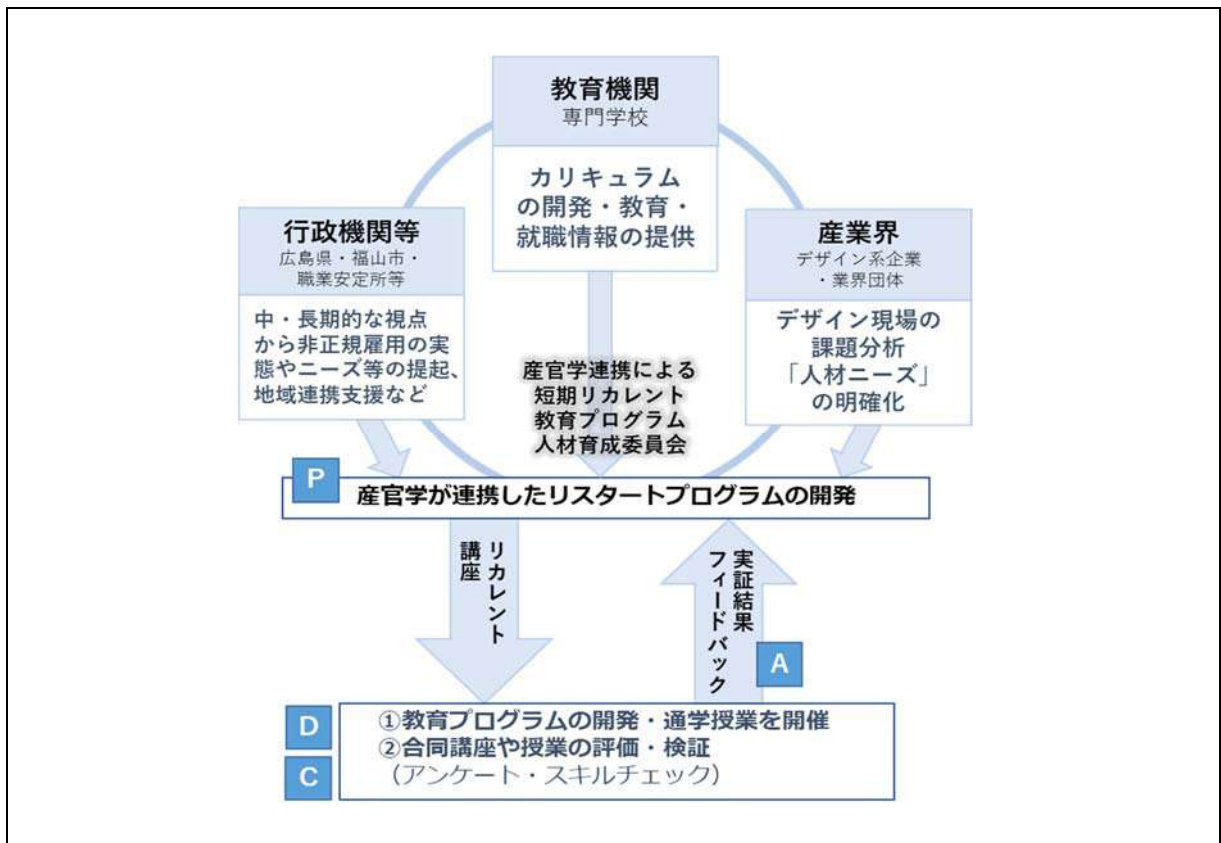 教育機関
専門学校
カリキュラム
の開発・教育・
就職情報の提供
行政機関等
広島県・福山市・
職業安定所等
中・長期的な視点
から非正規雇用の実
態やニーズ等の提起、
地域連携支援など
産業界
デザイン系企業
・業界団体
デザイン現場の
課題分析
「人材ニーズ」
の明確化
産官学連携による
短期リカレント
教育プログラム
人材育成委員会
P
産官学が連携したリスタートプログラムの開発
リカレント
講座
実証結果
フィードバック
A
D
①教育プログラムの開発・通学授業を開催
②合同講座や授業の評価・検証
C
（アンケート・スキルチェック）